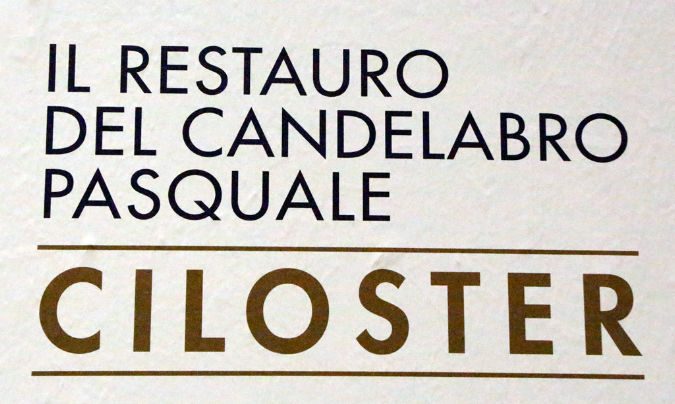 IL RESTAURO
DEL CANDELABRO
PASQUALE
CILOSTER